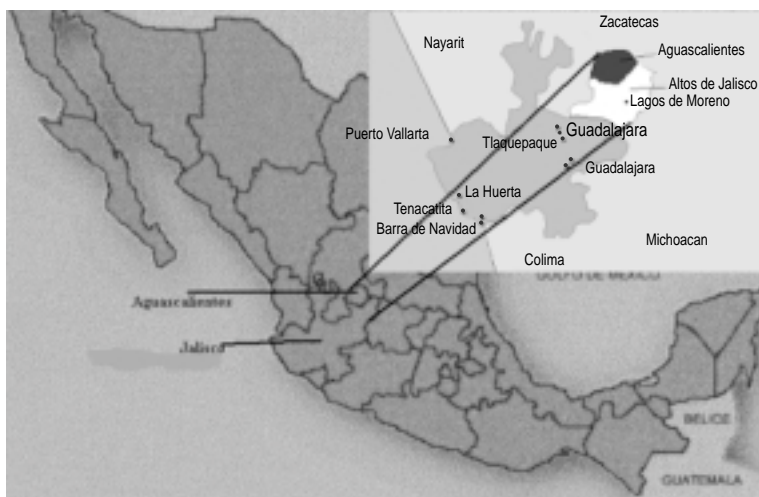 Zacatecas
Nayarit
Aguascalientes
Altos de Jalisco
Lagos de Moreno
Puerto Vallarta
Tlaquepaque
Guadalajara
Guadalajara
La Huerta
Tenacatita
Barra de Navidad
Michoacan
Colima
GOLFO DE MEXICO
Aguascalientes
Jalisco
BELICE
GUATEMALA